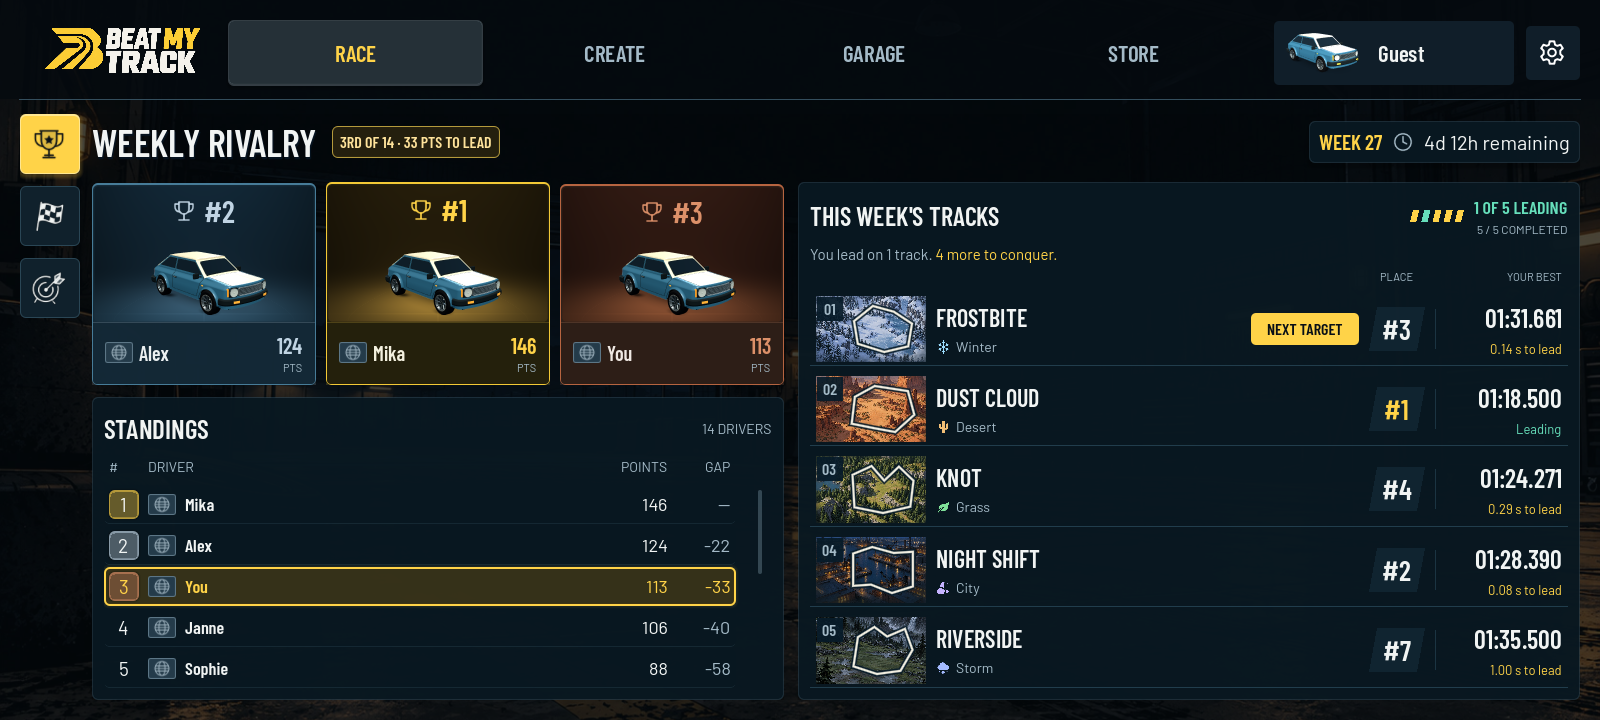 BEAT MY
TRACK
RACE
CREATE
GARAGE
STORE
Guest
WEEKLY RIVALRY
3RD OF 14 · 33 PTS TO LEAD
WEEK 27
4d 12h remaining
#2
Alex
124
PTS
#1
Mika
146
PTS
#3
You
113
PTS
STANDINGS
14 DRIVERS
# DRIVER POINTS GAP
1 Mika 146 —
2 Alex 124 -22
3 You 113 -33
4 Janne 106 -40
5 Sophie 88 -58
THIS WEEK'S TRACKS
1 OF 5 LEADING
5 / 5 COMPLETED
You lead on 1 track. 4 more to conquer.
PLACE YOUR BEST
01
FROSTBITE
Winter
NEXT TARGET
#3
01:31.661
0.14 s to lead
02
DUST CLOUD
Desert
#1
01:18.500
Leading
03
KNOT
Grass
#4
01:24.271
0.29 s to lead
04
NIGHT SHIFT
City
#2
01:28.390
0.08 s to lead
05
RIVERSIDE
Storm
#7
01:35.500
1.00 s to lead